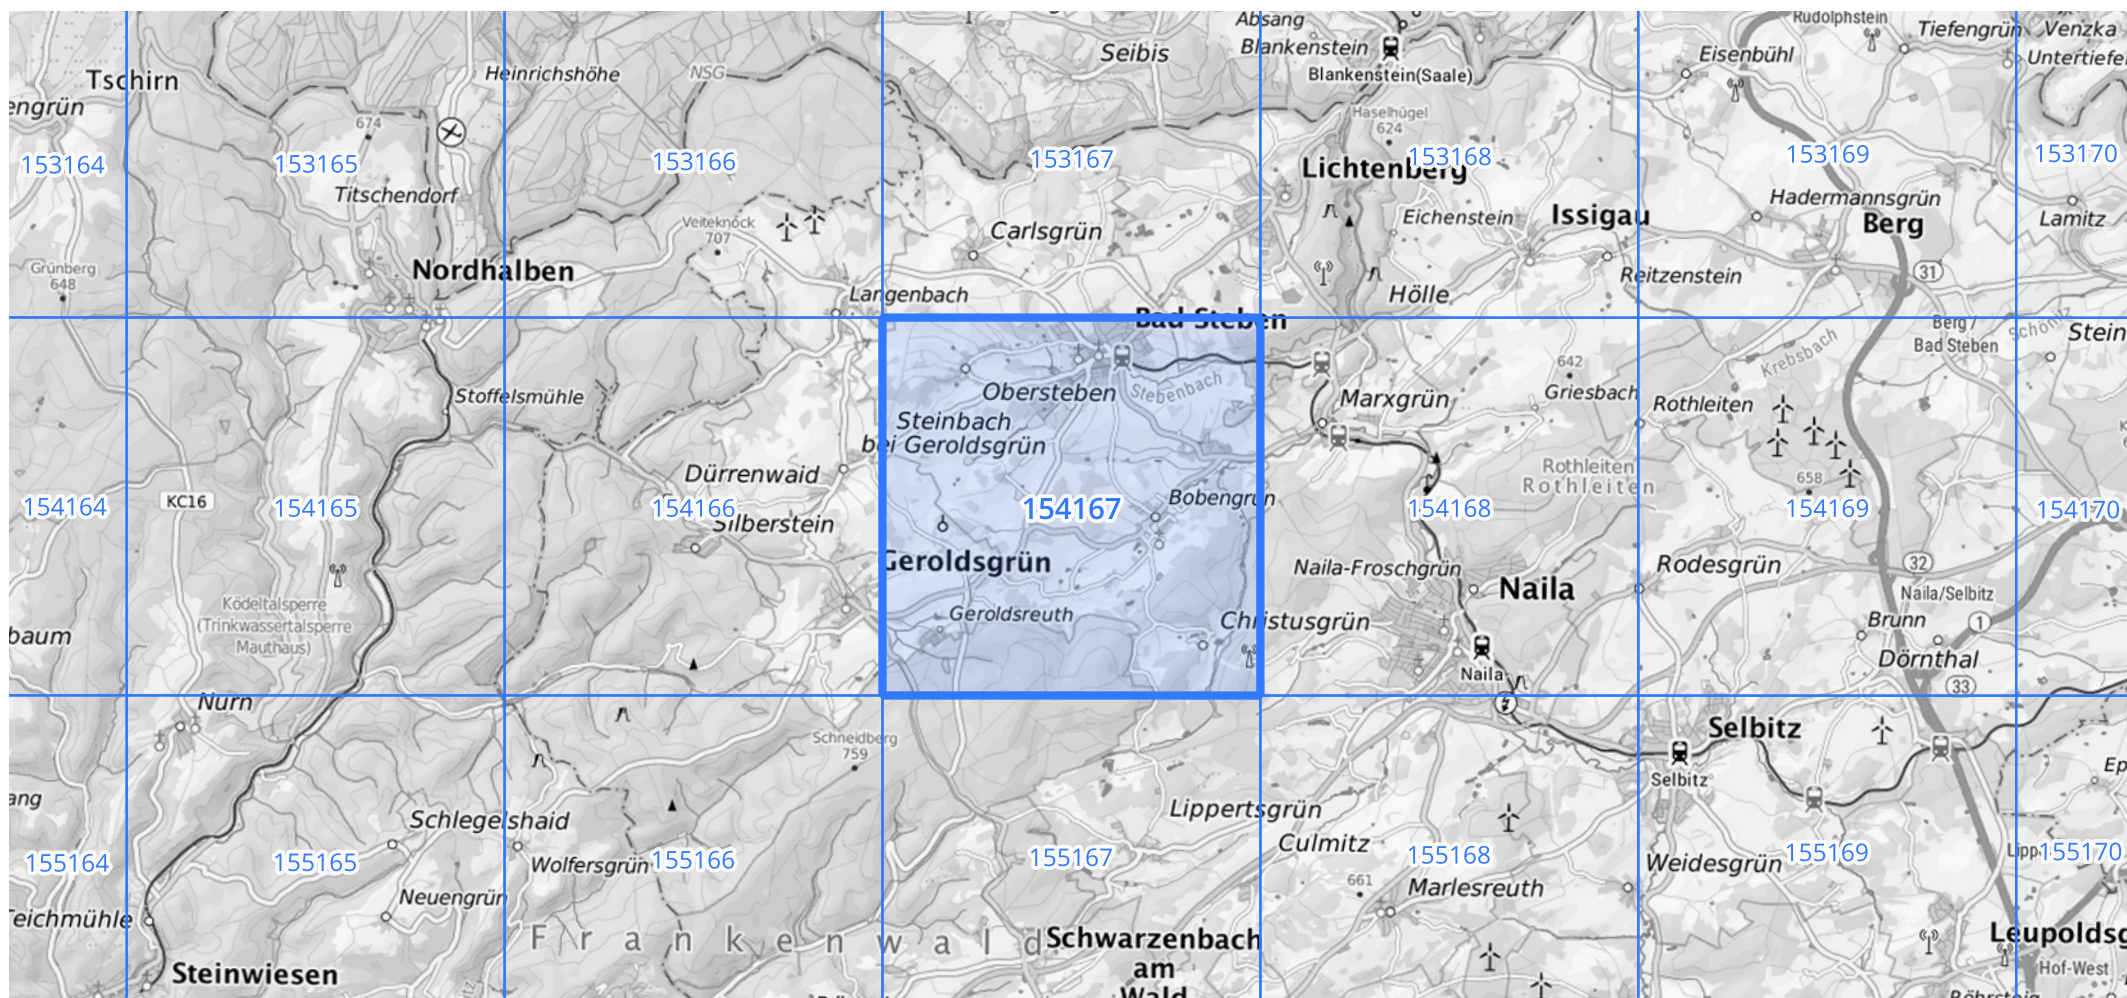 Absang
Rudolphstein
Tiefengrün
Venzka
Seibis
Blankenstein
Eisenbühl
Untertiefe
Tschirn
Heinrichshöhe
NSG
Blankenstein(Saale)
engrün
674
Haselhügel
624
153164
153165
153166
153167
153168
153169
153170
Lichtenberg
Titschendorf
Hadermannsgrün
Veiteknock
707
Carlsgrün
Eichenstein
Issigau
Berg
Lamitz
Grünberg
648
Nordhalben
Reitzenstein
31
Langenbach
Hölle
Bad Steben
Berg /
Bad Steben
Schönitz
Stein
Krebsbach
642
Stoffelsmühle
Obersteben
Stebenbach
Marxgrün
Griesbach
Rothleiten
Steinbach
bei Geroldsgrün
Dürrenwaid
Rothleiten
Rothleiten
658
KC16
Bobengrün
154164
154165
154166
154167
154168
154169
154170
Silberstein
Geroldsgrün
Naila-Froschgrün
Rodesgrün
32
Naila
Naila/Selbitz
Ködeltalsperre
(Trinkwassertalsperre
Mauthaus)
Geroldsreuth
Christusgrün
Brunn
1
baum
Dörnthal
Naila
33
Nurn
Selbitz
Schneidberg
759
Selbitz
Ep
ang
Schlegelshaid
Lippertsgrün
Culmitz
155164
155165
155166
155167
155168
155169
Lipp
155170
Wolfersgrün
Weidesgrün
661
Marlesreuth
Neuengrün
Teichmühle
Frankenwald
Schwarzenbach
am
Wald
Leupoldsg
Steinwiesen
Hof-West